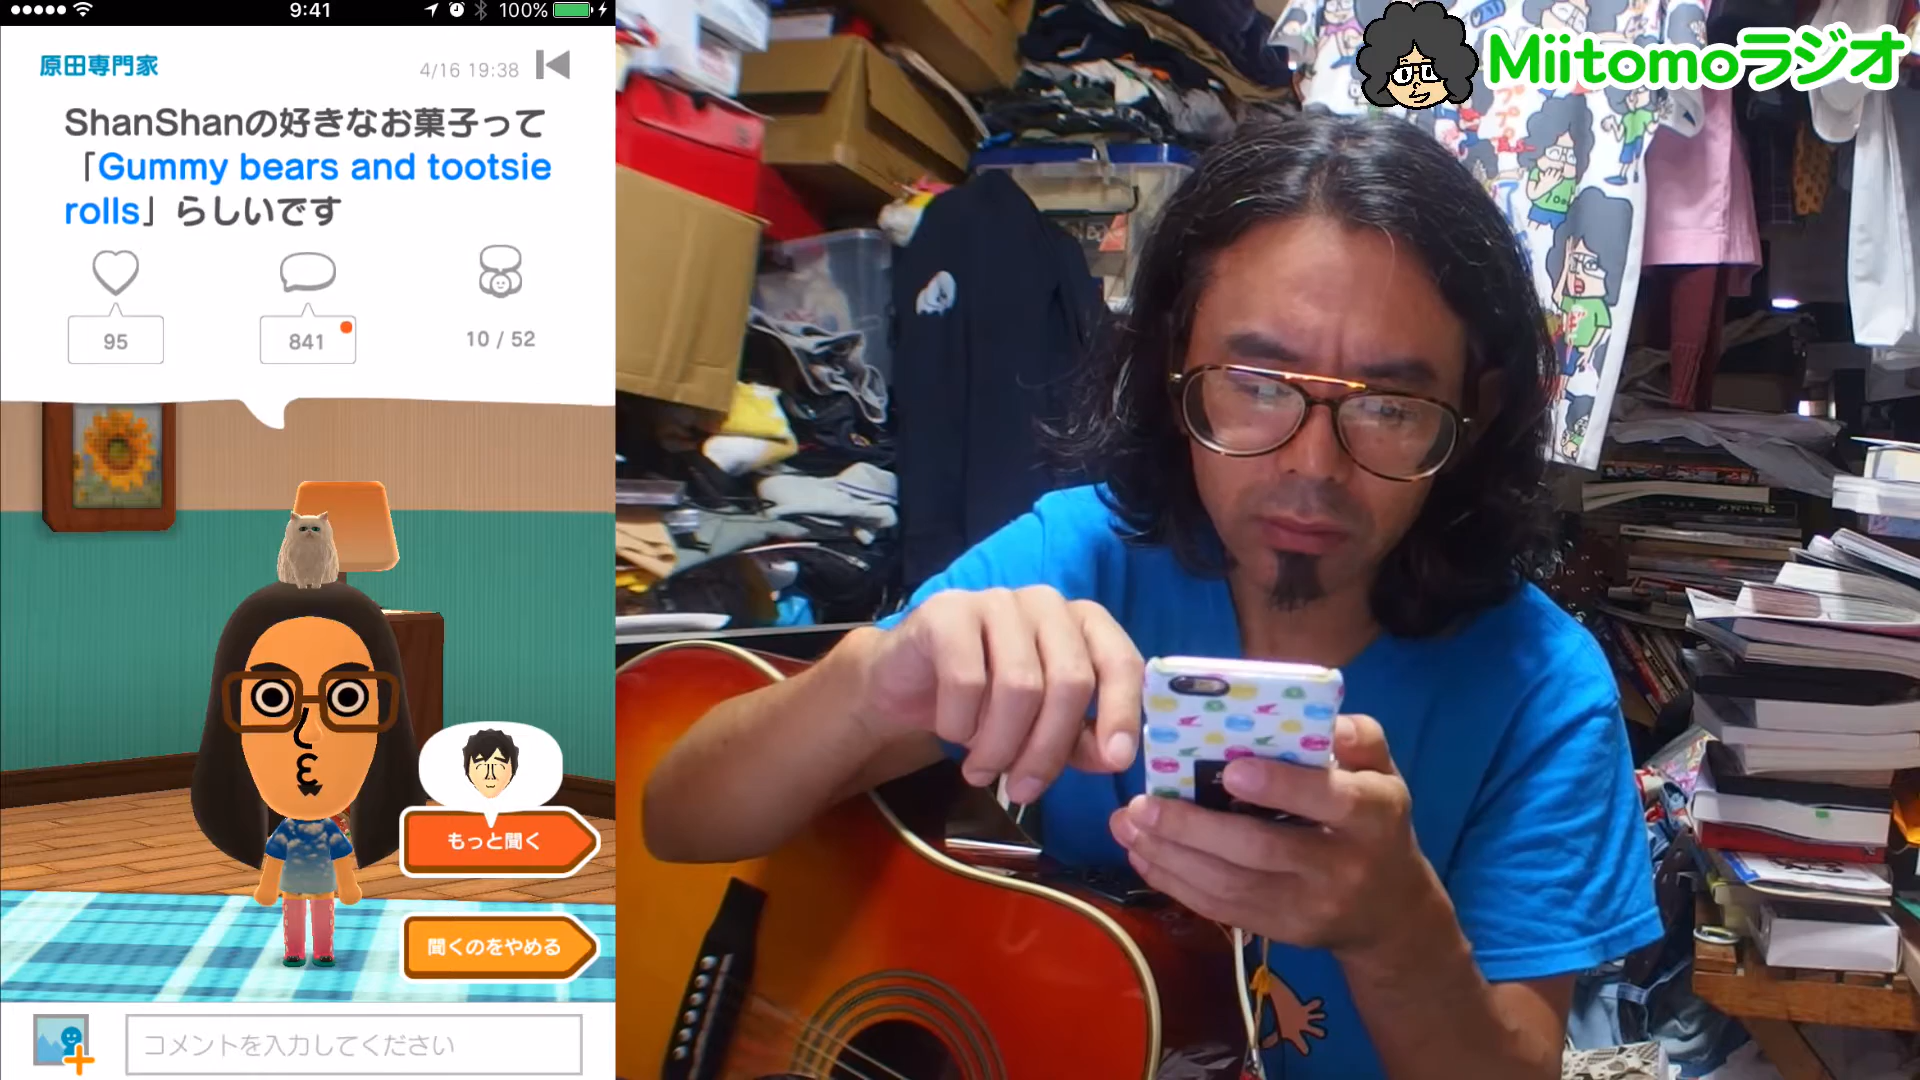 9:41
100%
原田専門家
4/16 19:38
ShanShanの好きなお菓子って
「Gummy bears and tootsie
rolls」らしいです
95
841
10 / 52
もっと聞く
聞くのをやめる
コメントを入力してください
Miitomoラジオ